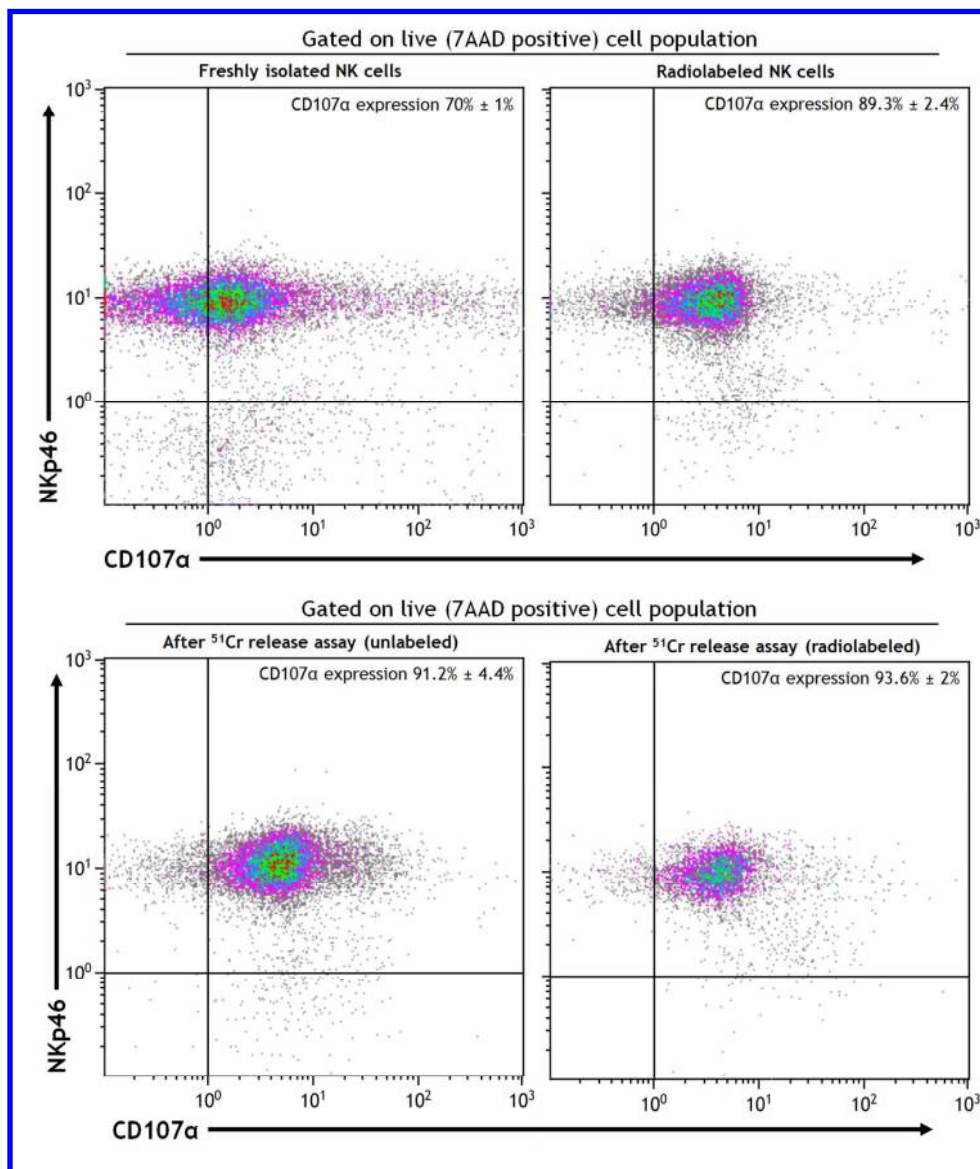 Gated on live (7AAD positive) cell population
Freshly isolated NK cells
Radiolabeled NK cells
CD107α expression 70% ± 1%
CD107α expression 89.3% ± 2.4%
10³
10²
10¹
10⁰
NKp46
10⁰ 10¹ 10² 10³
10⁰ 10¹ 10² 10³
CD107α
Gated on live (7AAD positive) cell population
After ⁵¹Cr release assay (unlabeled)
After ⁵¹Cr release assay (radiolabeled)
CD107α expression 91.2% ± 4.4%
CD107α expression 93.6% ± 2%
10³
10²
10¹
10⁰
NKp46
10⁰ 10¹ 10² 10³
10⁰ 10¹ 10² 10³
CD107α